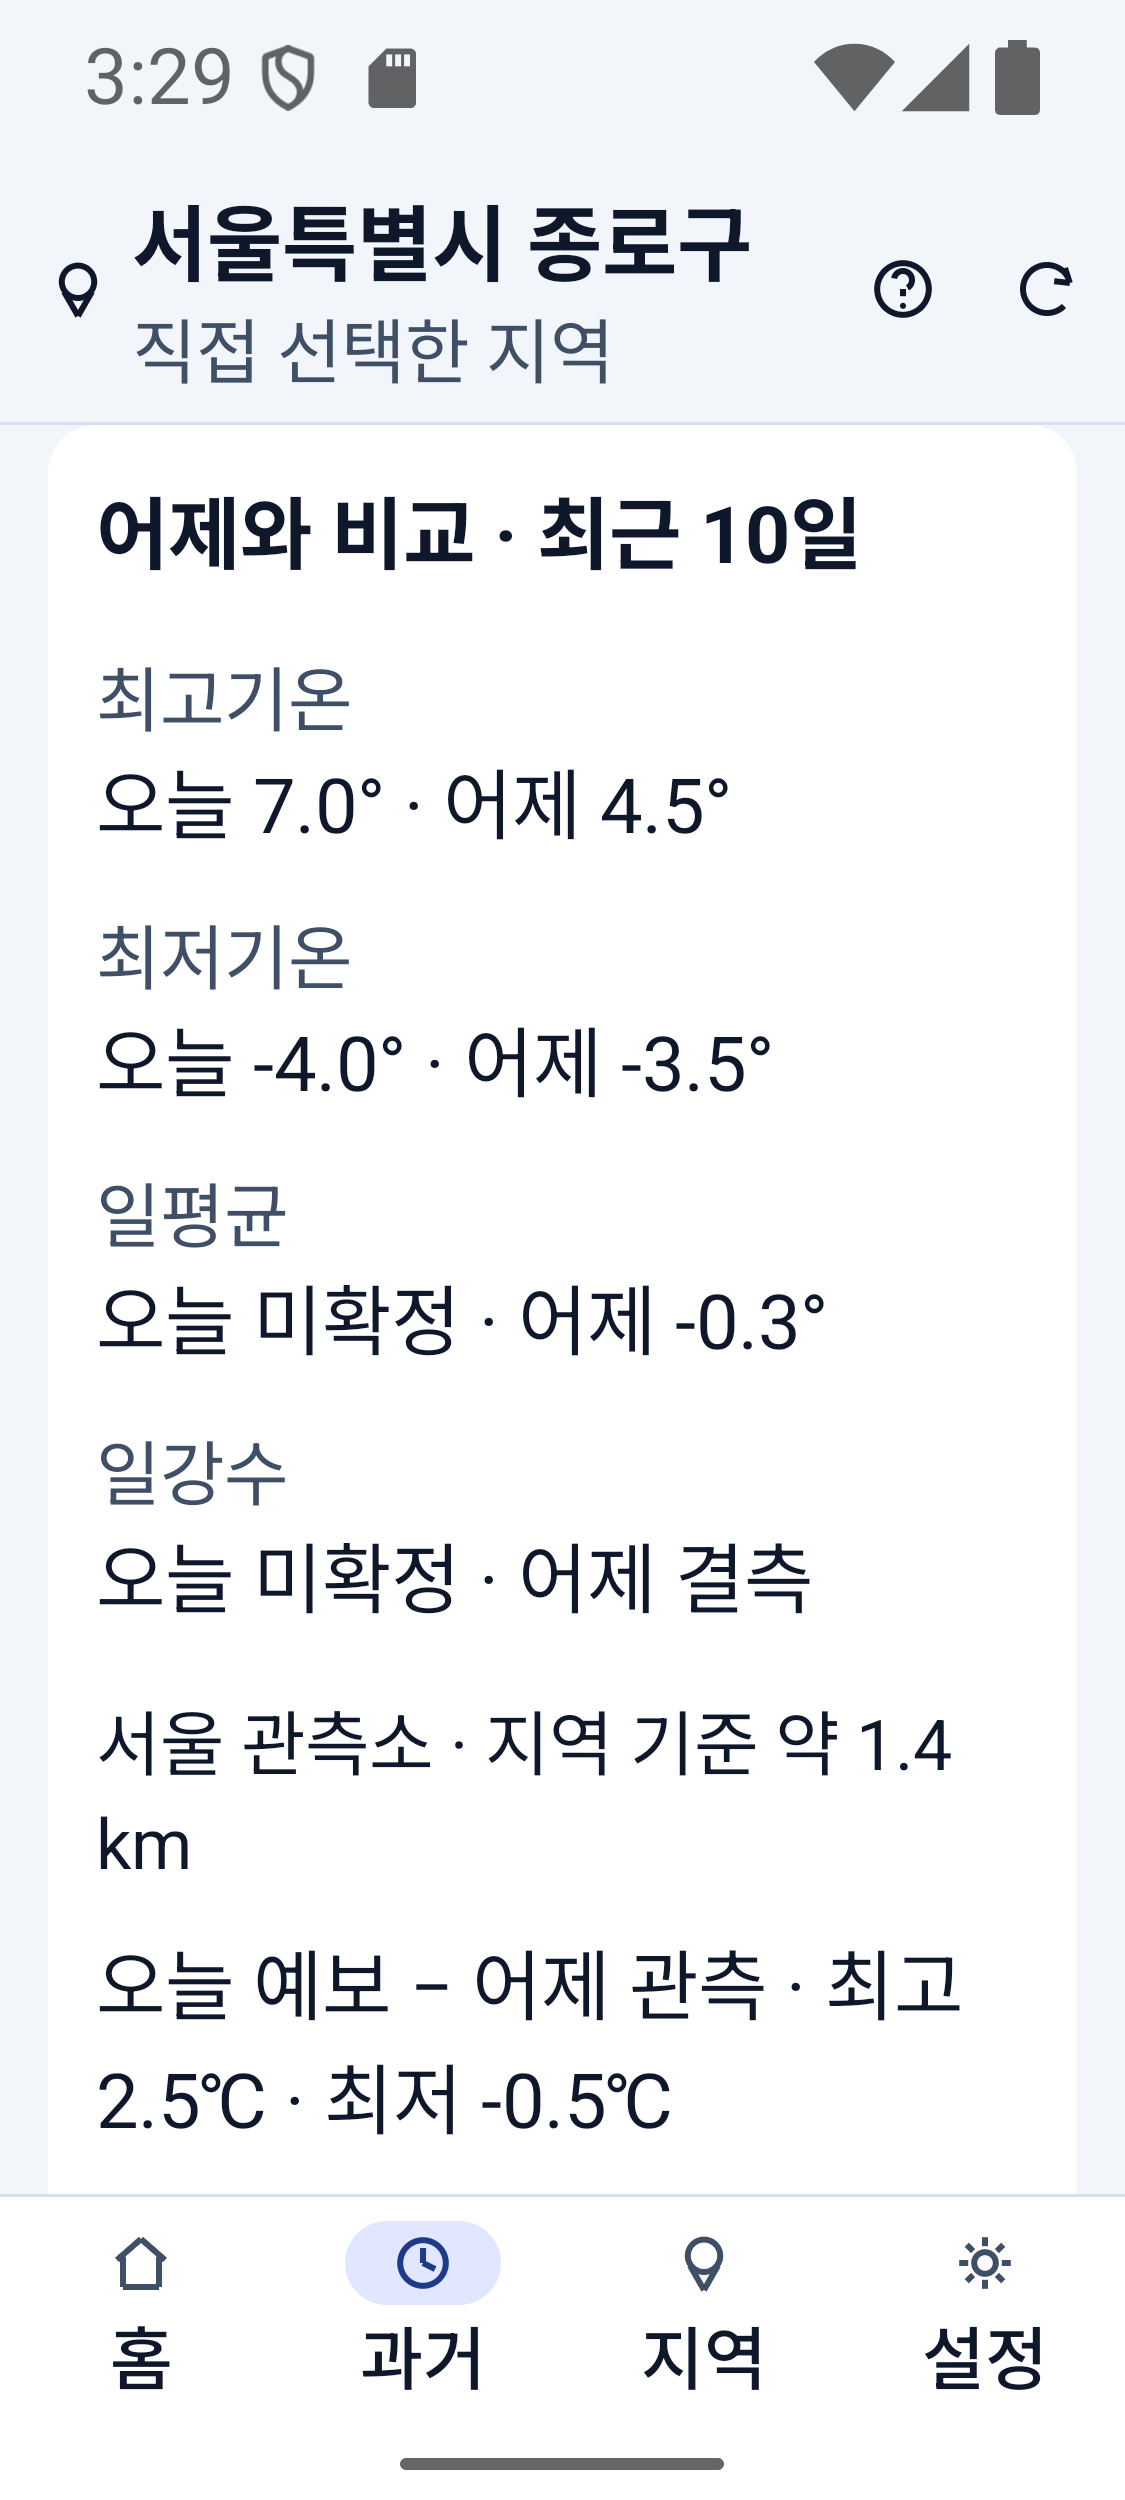 3:29
서울특별시 종로구
직접 선택한 지역
어제와 비교 · 최근 10일
최고기온
오늘 7.0° · 어제 4.5°
최저기온
오늘 -4.0° · 어제 -3.5°
일평균
오늘 미확정 · 어제 -0.3°
일강수
오늘 미확정 · 어제 결측
서울 관측소 · 지역 기준 약 1.4
km
오늘 예보 − 어제 관측 · 최고
2.5℃ · 최저 -0.5℃
홈 과거 지역 설정